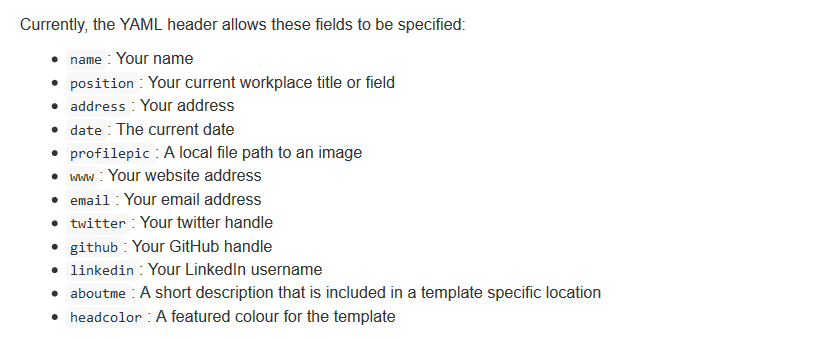 Currently, the YAML header allows these fields to be specified:
• name : Your name
• position : Your current workplace title or field
• address : Your address
• date : The current date
• profilepic : A local file path to an image
• www : Your website address
• email : Your email address
• twitter : Your twitter handle
• github : Your GitHub handle
• linkedin : Your LinkedIn username
• aboutme : A short description that is included in a template specific location
• headcolor : A featured colour for the template